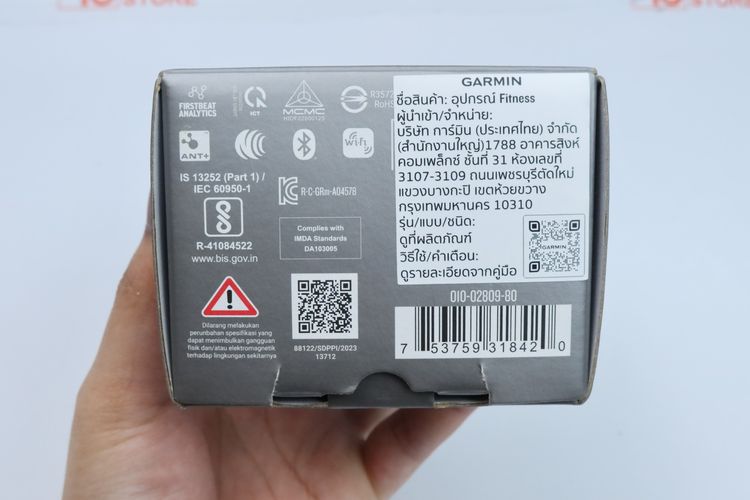 STORE
STORE
FIRSTBEAT
ANALYTICS
ICT
MCMC
HIDF22000123
R3572
RoHS
ANT+
Wi Fi
IS 13252 (Part 1) /
IEC 60950-1
R-41084522
www.bis.gov.in
R-C-GRm-A04578
Complies with
IMDA Standards
DA103005
Dilarang melakukan
perubahan spesifikasi yang
dapat menimbulkan gangguan
fisik dan/atau elektromagnetik
terhadap lingkungan sekitarnya
88122/SDPPI/2023
13712
GARMIN
ชื่อสินค้า: อุปกรณ์ Fitness
ผู้นำเข้า/จำหน่าย:
บริษัท การ์มิน (ประเทศไทย) จำกัด
(สำนักงานใหญ่)1788 อาคารสิงห์
คอมเพล็กซ์ ชั้นที่ 31 ห้องเลขที่
3107-3109 ถนนเพชรบุรีตัดใหม่
แขวงบางกะปิ เขตห้วยขวาง
กรุงเทพมหานคร 10310
รุ่น/แบบ/ชนิด:
ดูที่ผลิตภัณฑ์
วิธีใช้/คำเตือน:
ดูรายละเอียดจากคู่มือ
GARMIN
010-02809-80
7 53759 31842 0